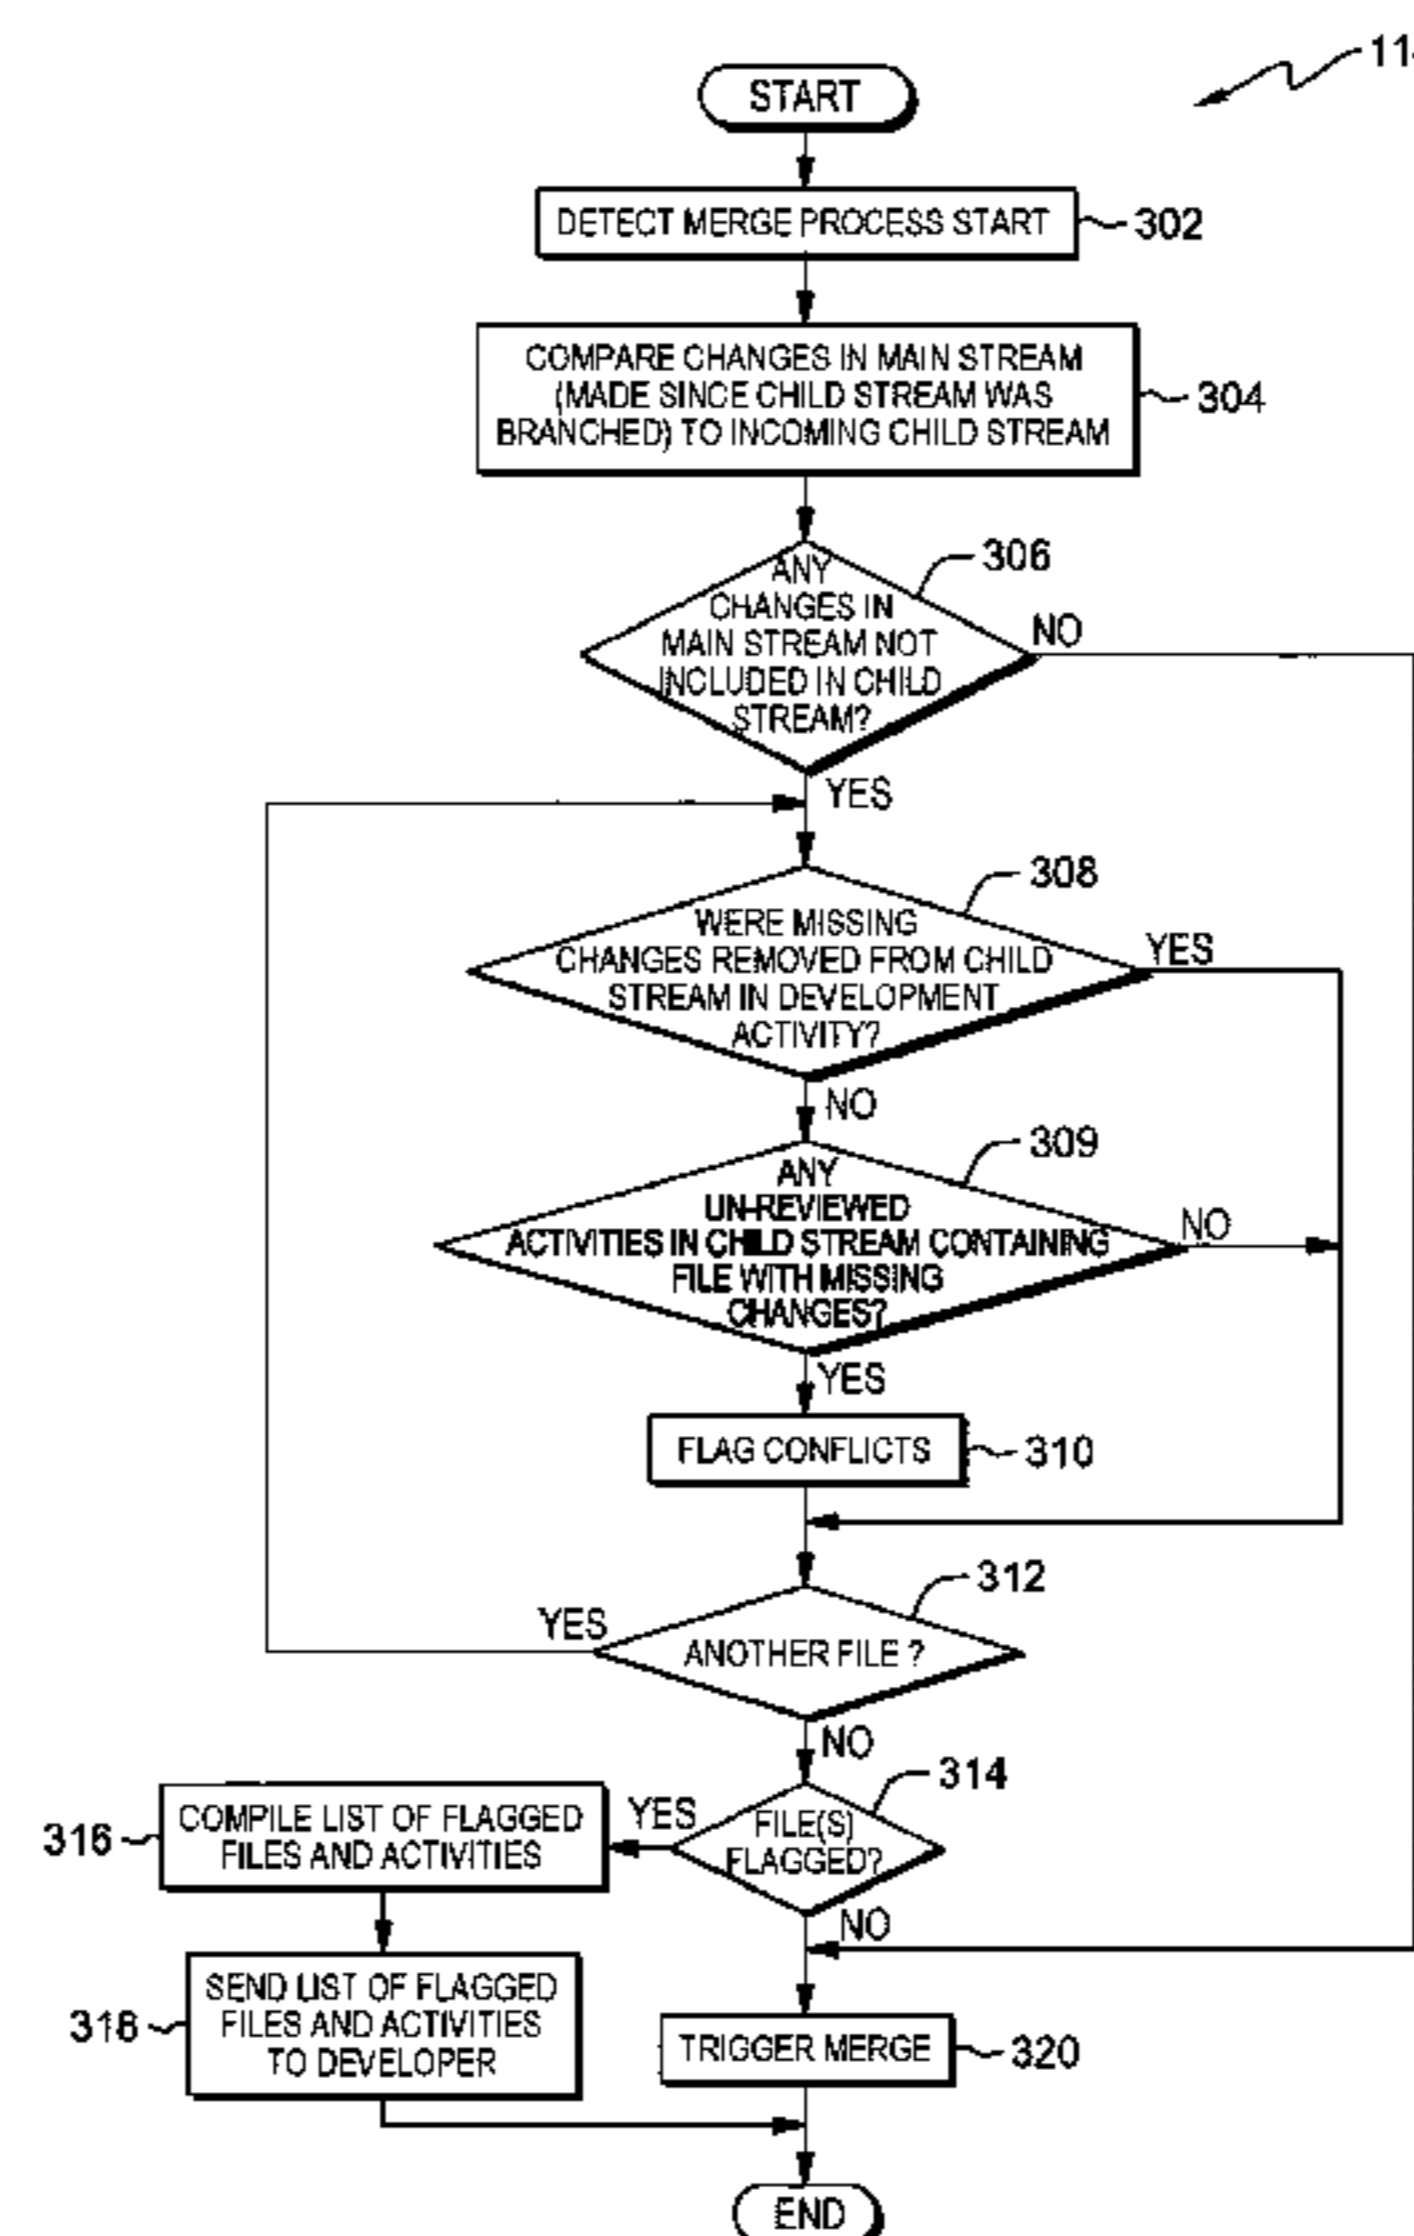 11
START
DETECT MERGE PROCESS START
302
COMPARE CHANGES IN MAIN STREAM
(MADE SINCE CHILD STREAM WAS
BRANCHED) TO INCOMING CHILD STREAM
304
306
ANY
CHANGES IN
MAIN STREAM NOT
INCLUDED IN CHILD
STREAM?
NO
YES
308
WERE MISSING
CHANGES REMOVED FROM CHILD
STREAM IN DEVELOPMENT
ACTIVITY?
YES
NO
309
ANY
UN-REVIEWED
ACTIVITIES IN CHILD STREAM CONTAINING
FILE WITH MISSING
CHANGES?
NO
YES
FLAG CONFLICTS
310
312
YES
ANOTHER FILE ?
NO
314
316
COMPILE LIST OF FLAGGED
FILES AND ACTIVITIES
YES
FILE(S)
FLAGGED?
NO
318
SEND LIST OF FLAGGED
FILES AND ACTIVITIES
TO DEVELOPER
TRIGGER MERGE
320
END